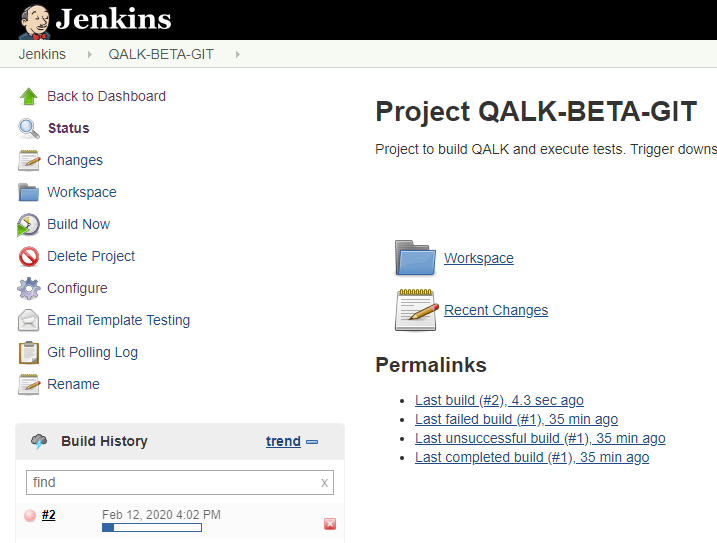 Jenkins
Jenkins QALK-BETA-GIT
Back to Dashboard
Status
Changes
Workspace
Build Now
Delete Project
Configure
Email Template Testing
Git Polling Log
Rename
Build History trend
find x
#2 Feb 12, 2020 4:02 PM
Project QALK-BETA-GIT
Project to build QALK and execute tests. Trigger downs
Workspace
Recent Changes
Permalinks
Last build (#2), 4.3 sec ago
Last failed build (#1), 35 min ago
Last unsuccessful build (#1), 35 min ago
Last completed build (#1), 35 min ago